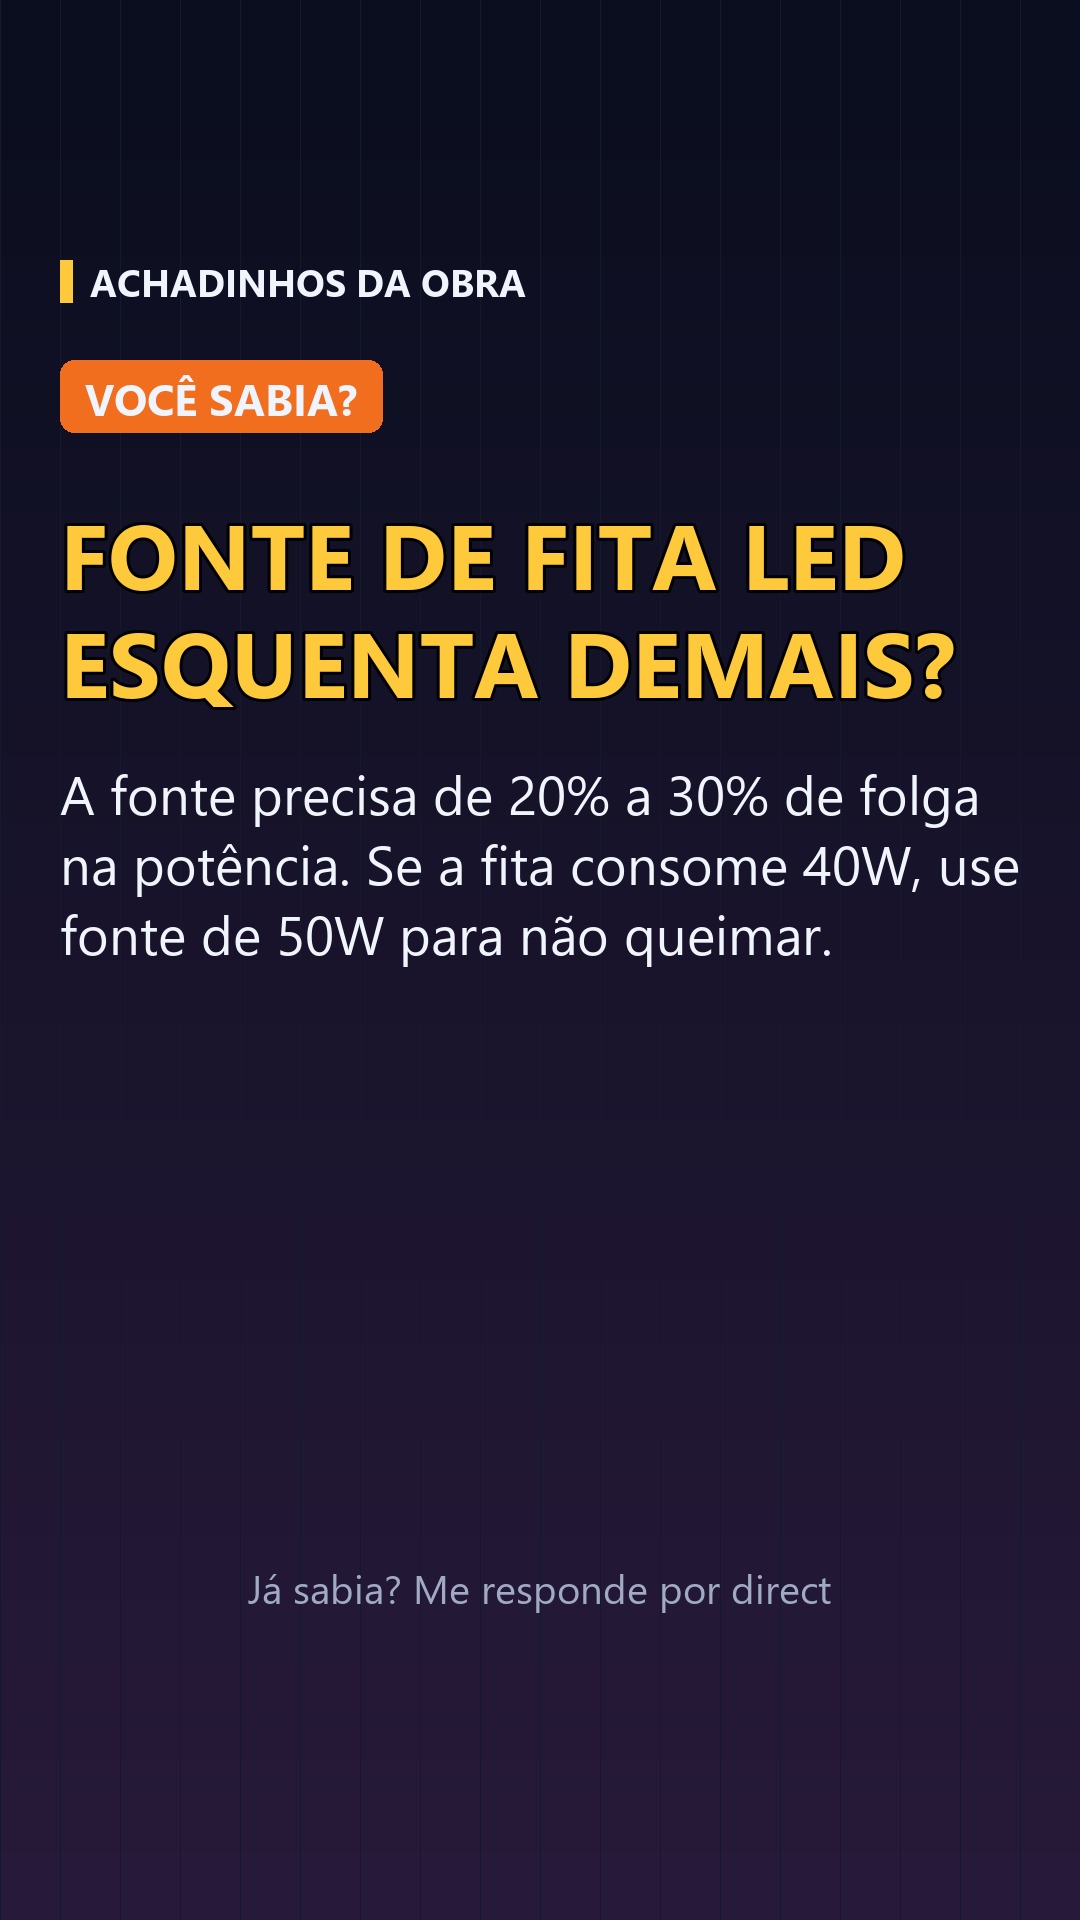 ACHADINHOS DA OBRA
VOCÊ SABIA?
FONTE DE FITA LED
ESQUENTA DEMAIS?
A fonte precisa de 20% a 30% de folga
na potência. Se a fita consome 40W, use
fonte de 50W para não queimar.
Já sabia? Me responde por direct